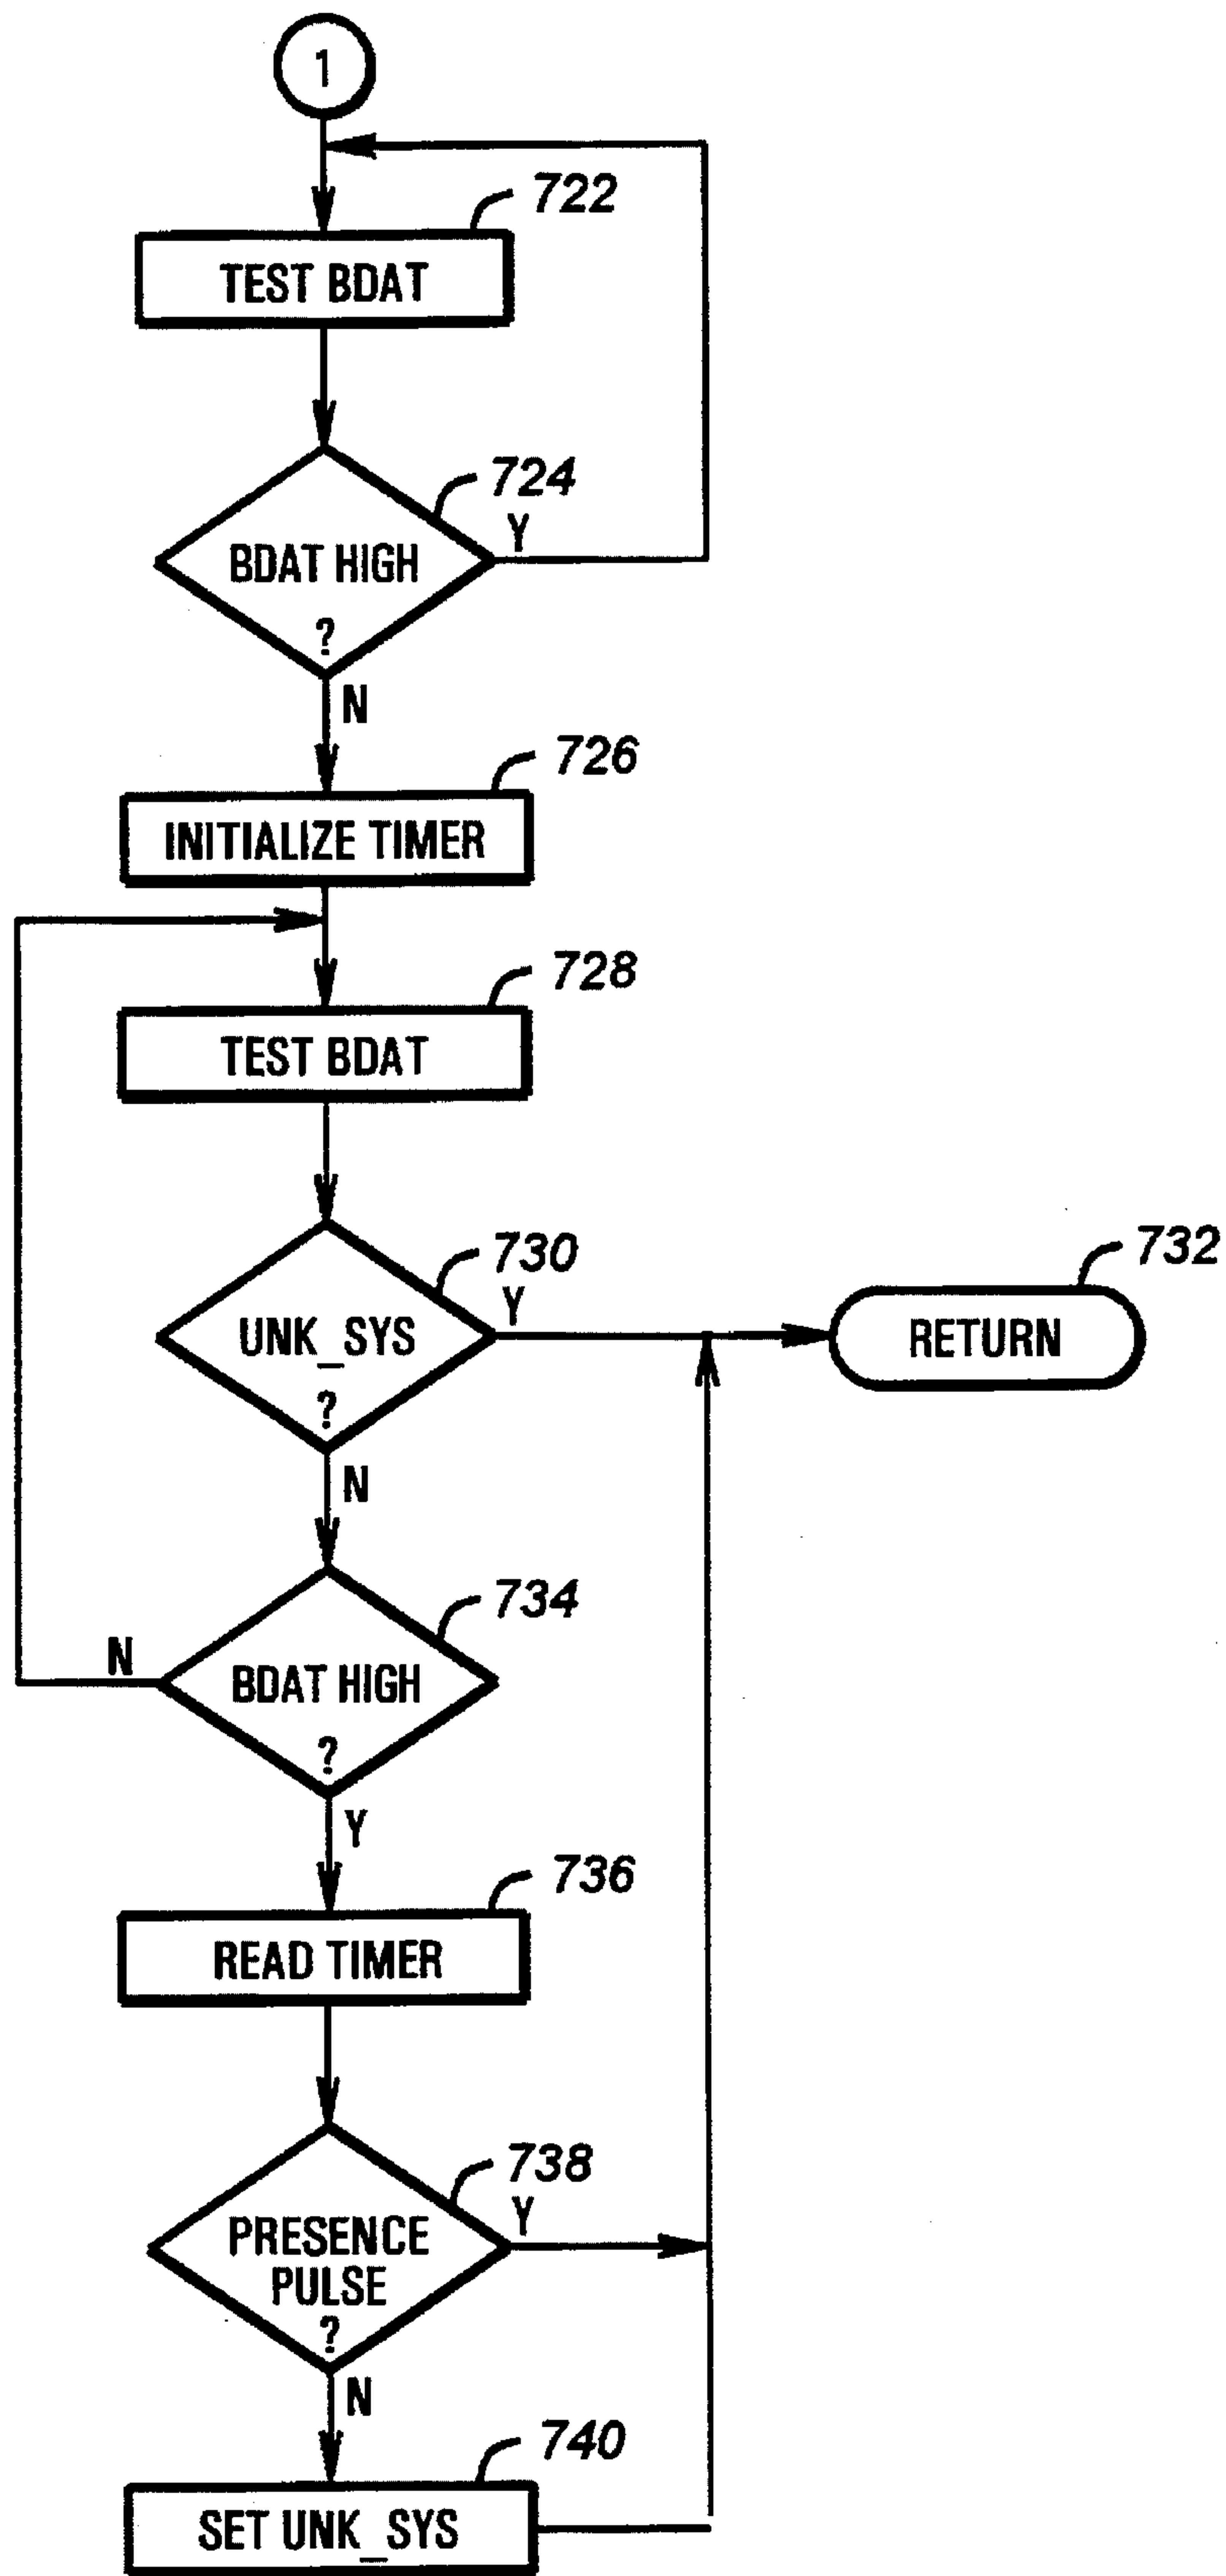 1
722
TEST BDAT
724
Y
BDAT HIGH
?
N
726
INITIALIZE TIMER
728
TEST BDAT
730
Y
732
UNK_SYS
?
RETURN
N
734
N
BDAT HIGH
?
Y
736
READ TIMER
738
Y
PRESENCE
PULSE
?
N
740
SET UNK_SYS